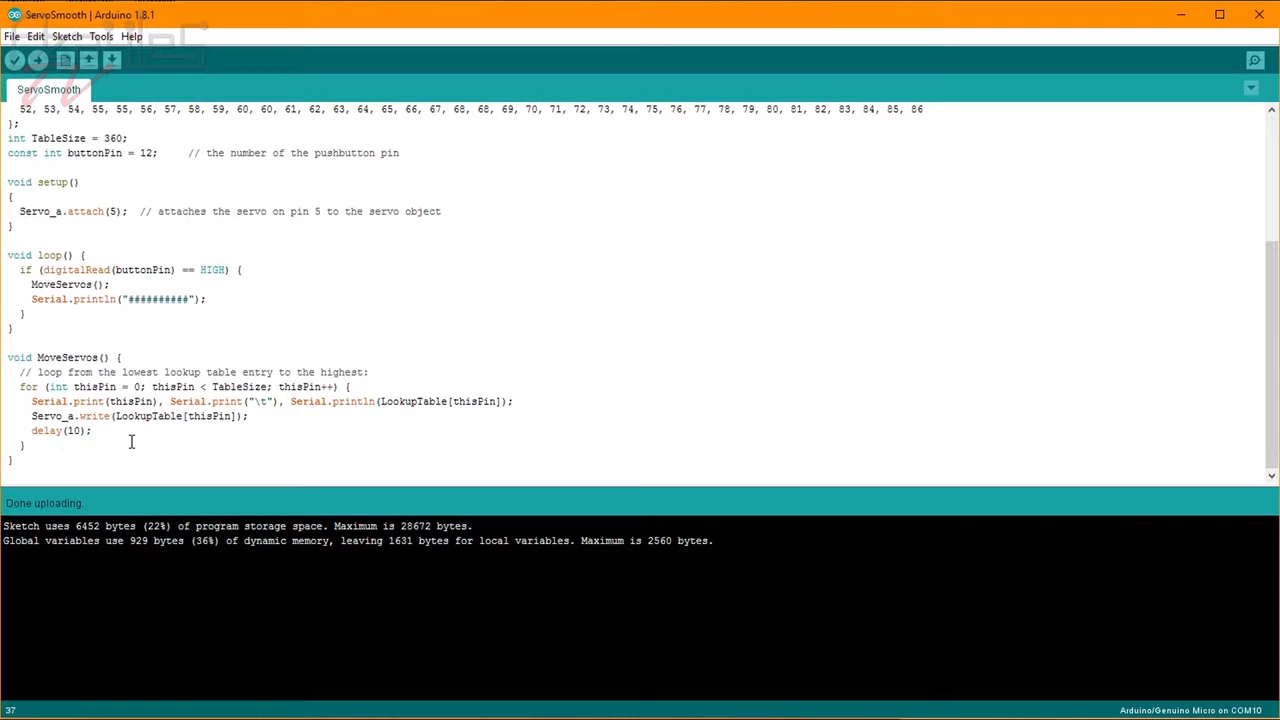 ServoSmooth | Arduino 1.8.1
File Edit Sketch Tools Help
ServoSmooth
52, 53, 54, 55, 55, 56, 57, 58, 59, 60, 60, 61, 62, 63, 64, 65, 66, 67, 68, 68, 69, 70, 71, 72, 73, 74, 75, 76, 77, 78, 79, 80, 81, 82, 83, 84, 85, 86
};
int TableSize = 360;
const int buttonPin = 12;     // the number of the pushbutton pin
void setup()
{
Servo_a.attach(5);  // attaches the servo on pin 5 to the servo object
}
void loop() {
if (digitalRead(buttonPin) == HIGH) {
MoveServos();
Serial.println("##########");
}
}
void MoveServos() {
// loop from the lowest lookup table entry to the highest:
for (int thisPin = 0; thisPin < TableSize; thisPin++) {
Serial.print(thisPin), Serial.print("\t"), Serial.println(LookupTable[thisPin]);
Servo_a.write(LookupTable[thisPin]);
delay(10);
}
}
Done uploading.
Sketch uses 6452 bytes (22%) of program storage space. Maximum is 28672 bytes.
Global variables use 929 bytes (36%) of dynamic memory, leaving 1631 bytes for local variables. Maximum is 2560 bytes.
37
Arduino/Genuino Micro on COM10